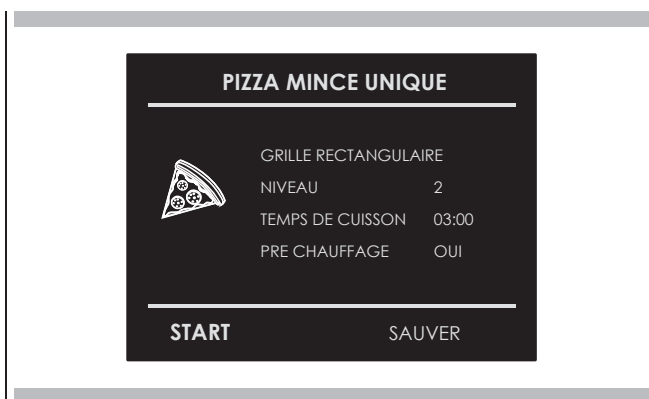 PIZZA MINCE UNIQUE
GRILLE RECTANGULAIRE
NIVEAU 2
TEMPS DE CUISSON 03:00
PRE CHAUFFAGE OUI
START SAUVER